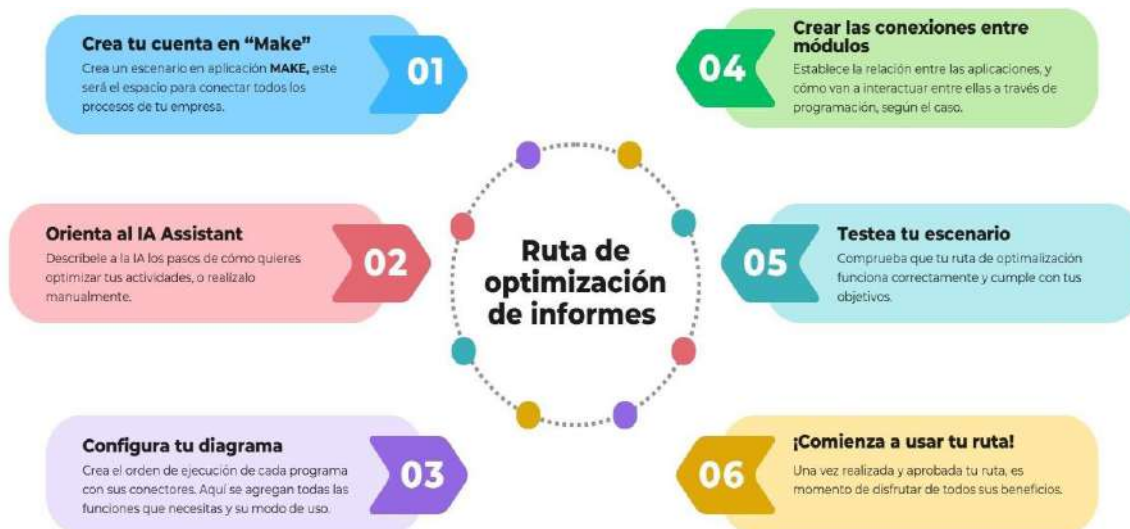 Crea tu cuenta en “Make”
Crea un escenario en aplicación MAKE, este
será el espacio para conectar todos los
procesos de tu empresa.
01
Orienta al IA Assistant
Descríbele a la IA los pasos de cómo quieres
optimizar tus actividades, o realízalo
manualmente.
02
Configura tu diagrama
Crea el orden de ejecución de cada programa
con sus conectores. Aquí se agregan todas las
funciones que necesitas y su modo de uso.
03
Ruta de
optimización
de informes
04
Crear las conexiones entre
módulos
Establece la relación entre las aplicaciones, y
cómo van a interactuar entre ellas a través de
programación, según el caso.
05
Testea tu escenario
Comprueba que tu ruta de optimalización
funciona correctamente y cumple con tus
objetivos.
06
¡Comienza a usar tu ruta!
Una vez realizada y aprobada tu ruta, es
momento de disfrutar de todos sus beneficios.